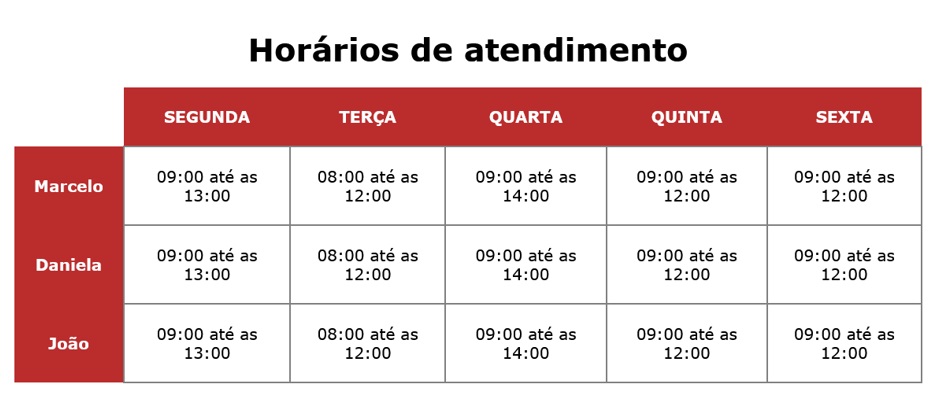 Horários de atendimento
SEGUNDA TERÇA QUARTA QUINTA SEXTA
Marcelo 09:00 até as 08:00 até as 09:00 até as 09:00 até as 09:00 até as
13:00 12:00 14:00 12:00 12:00
Daniela 09:00 até as 08:00 até as 09:00 até as 09:00 até as 09:00 até as
13:00 12:00 14:00 12:00 12:00
João 09:00 até as 08:00 até as 09:00 até as 09:00 até as 09:00 até as
13:00 12:00 14:00 12:00 12:00